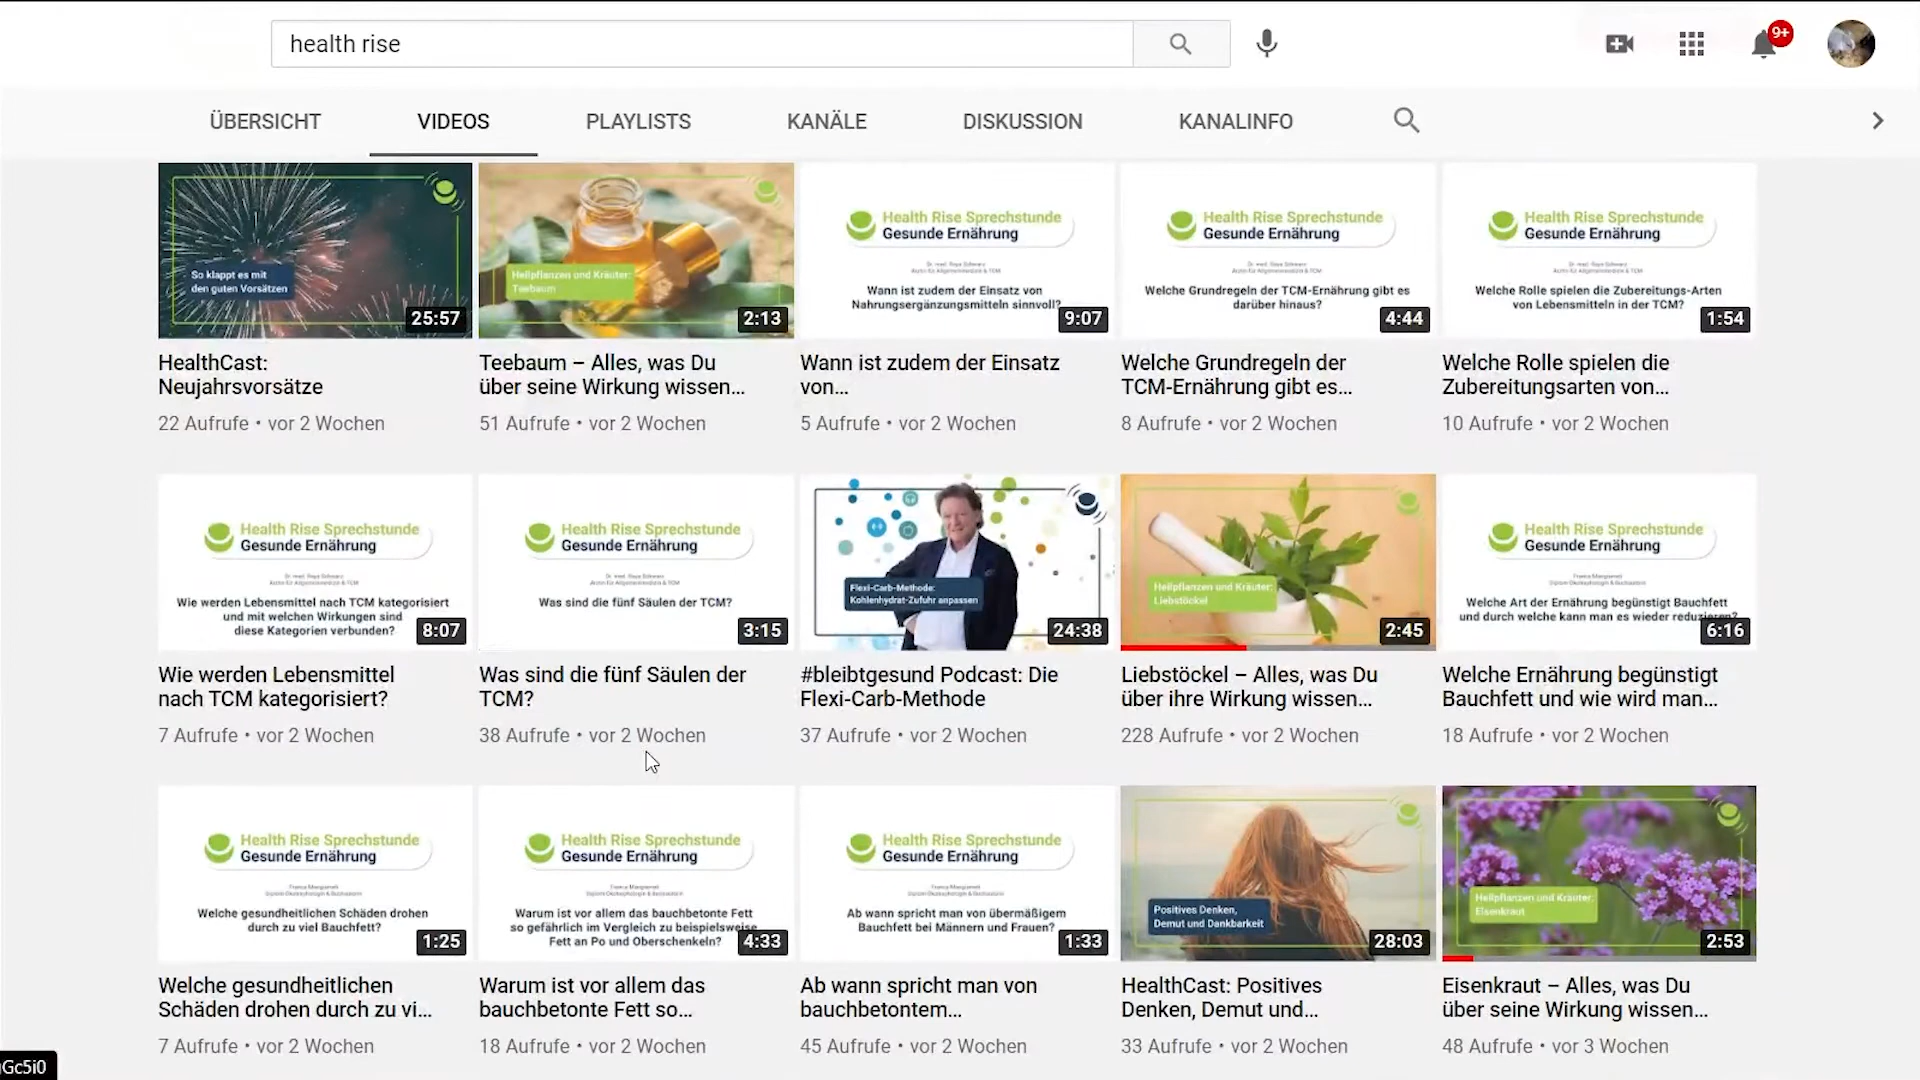 health rise
9+
ÜBERSICHT
VIDEOS
PLAYLISTS
KANÄLE
DISKUSSION
KANALINFO
So klappt es mit
den guten Vorsätzen
25:57
HealthCast:
Neujahrsvorsätze
22 Aufrufe • vor 2 Wochen
Heilpflanzen und Kräuter:
Teebaum
2:13
Teebaum – Alles, was Du
über seine Wirkung wissen...
51 Aufrufe • vor 2 Wochen
Health Rise Sprechstunde
Gesunde Ernährung
Wann ist zudem der Einsatz von
Nahrungsergänzungsmitteln sinnvoll?
9:07
Wann ist zudem der Einsatz
von...
5 Aufrufe • vor 2 Wochen
Health Rise Sprechstunde
Gesunde Ernährung
Welche Grundregeln der TCM-Ernährung gibt es
darüber hinaus?
4:44
Welche Grundregeln der
TCM-Ernährung gibt es...
8 Aufrufe • vor 2 Wochen
Health Rise Sprechstunde
Gesunde Ernährung
Welche Rolle spielen die Zubereitungs-Arten
von Lebensmitteln in der TCM?
1:54
Welche Rolle spielen die
Zubereitungsarten von...
10 Aufrufe • vor 2 Wochen
Health Rise Sprechstunde
Gesunde Ernährung
Wie werden Lebensmittel nach TCM kategorisiert
und mit welchen Wirkungen sind
diese Kategorien verbunden?
8:07
Wie werden Lebensmittel
nach TCM kategorisiert?
7 Aufrufe • vor 2 Wochen
Health Rise Sprechstunde
Gesunde Ernährung
Was sind die fünf Säulen der TCM?
3:15
Was sind die fünf Säulen der
TCM?
38 Aufrufe • vor 2 Wochen
Flexi-Carb-Methode:
Kohlenhydrat-Zufuhr anpassen
24:38
#bleibtgesund Podcast: Die
Flexi-Carb-Methode
37 Aufrufe • vor 2 Wochen
Heilpflanzen und Kräuter:
Liebstöckel
2:45
Liebstöckel – Alles, was Du
über ihre Wirkung wissen...
228 Aufrufe • vor 2 Wochen
Health Rise Sprechstunde
Gesunde Ernährung
Welche Art der Ernährung begünstigt Bauchfett
und durch welche kann man es wieder reduzieren?
6:16
Welche Ernährung begünstigt
Bauchfett und wie wird man...
18 Aufrufe • vor 2 Wochen
Health Rise Sprechstunde
Gesunde Ernährung
Welche gesundheitlichen Schäden drohen
durch zu viel Bauchfett?
1:25
Welche gesundheitlichen
Schäden drohen durch zu vi...
7 Aufrufe • vor 2 Wochen
Health Rise Sprechstunde
Gesunde Ernährung
Warum ist vor allem das bauchbetonte Fett
so gefährlich im Vergleich zu beispielsweise
Fett an Po und Oberschenkeln?
4:33
Warum ist vor allem das
bauchbetonte Fett so...
18 Aufrufe • vor 2 Wochen
Health Rise Sprechstunde
Gesunde Ernährung
Ab wann spricht man von übermäßigem
Bauchfett bei Männern und Frauen?
1:33
Ab wann spricht man von
bauchbetontem...
45 Aufrufe • vor 2 Wochen
Positives Denken,
Demut und Dankbarkeit
28:03
HealthCast: Positives
Denken, Demut und...
33 Aufrufe • vor 2 Wochen
Heilpflanzen und Kräuter:
Eisenkraut
2:53
Eisenkraut – Alles, was Du
über seine Wirkung wissen...
48 Aufrufe • vor 3 Wochen
Gc5i0